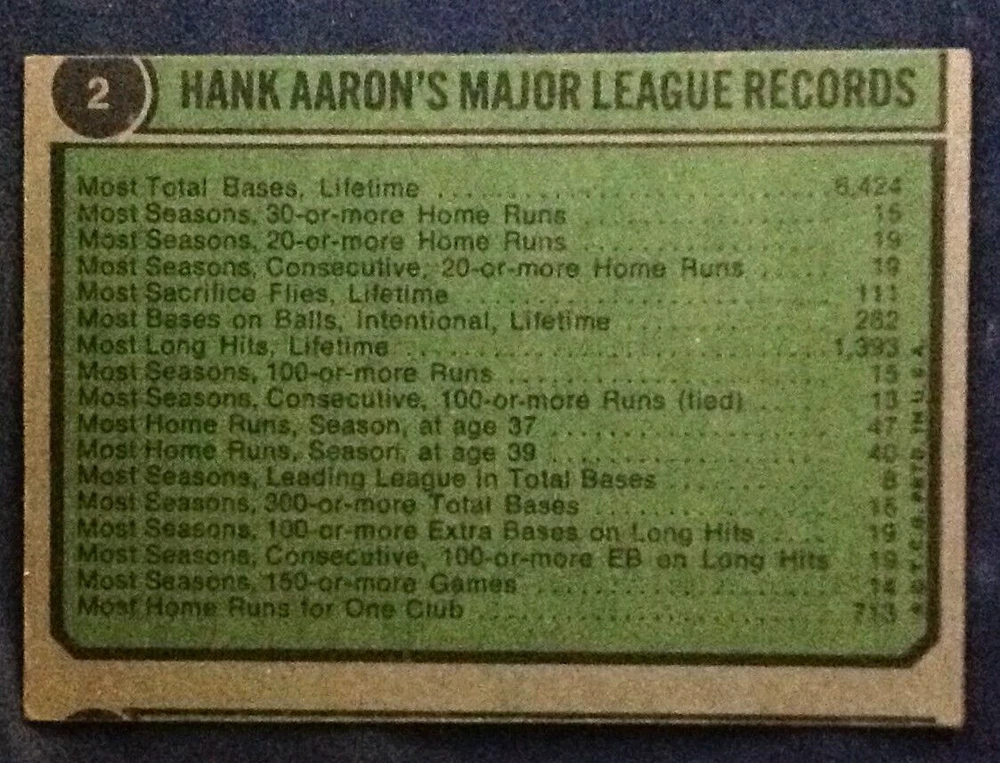 2
HANK AARON'S MAJOR LEAGUE RECORDS
Most Total Bases, Lifetime 6,424
Most Seasons, 30-or-more Home Runs 15
Most Seasons, 20-or-more Home Runs 19
Most Seasons, Consecutive, 20-or-more Home Runs 19
Most Sacrifice Flies, Lifetime 111
Most Bases on Balls, Intentional, Lifetime 282
Most Long Hits, Lifetime 1,393
Most Seasons, 100-or-more Runs 15
Most Seasons, Consecutive, 100-or-more Runs (tied) 13
Most Home Runs, Season, at age 37 47
Most Home Runs, Season, at age 39 40
Most Seasons, Leading League in Total Bases 8
Most Seasons, 300-or-more Total Bases
Most Seasons, 100-or-more Extra Bases on Long Hits 19
Most Seasons, Consecutive, 100-or-more EB on Long Hits 19
Most Seasons, 150-or-more Games 14
Most Home Runs for One Club 713
T.C.G. PRTD. IN U.S.A.